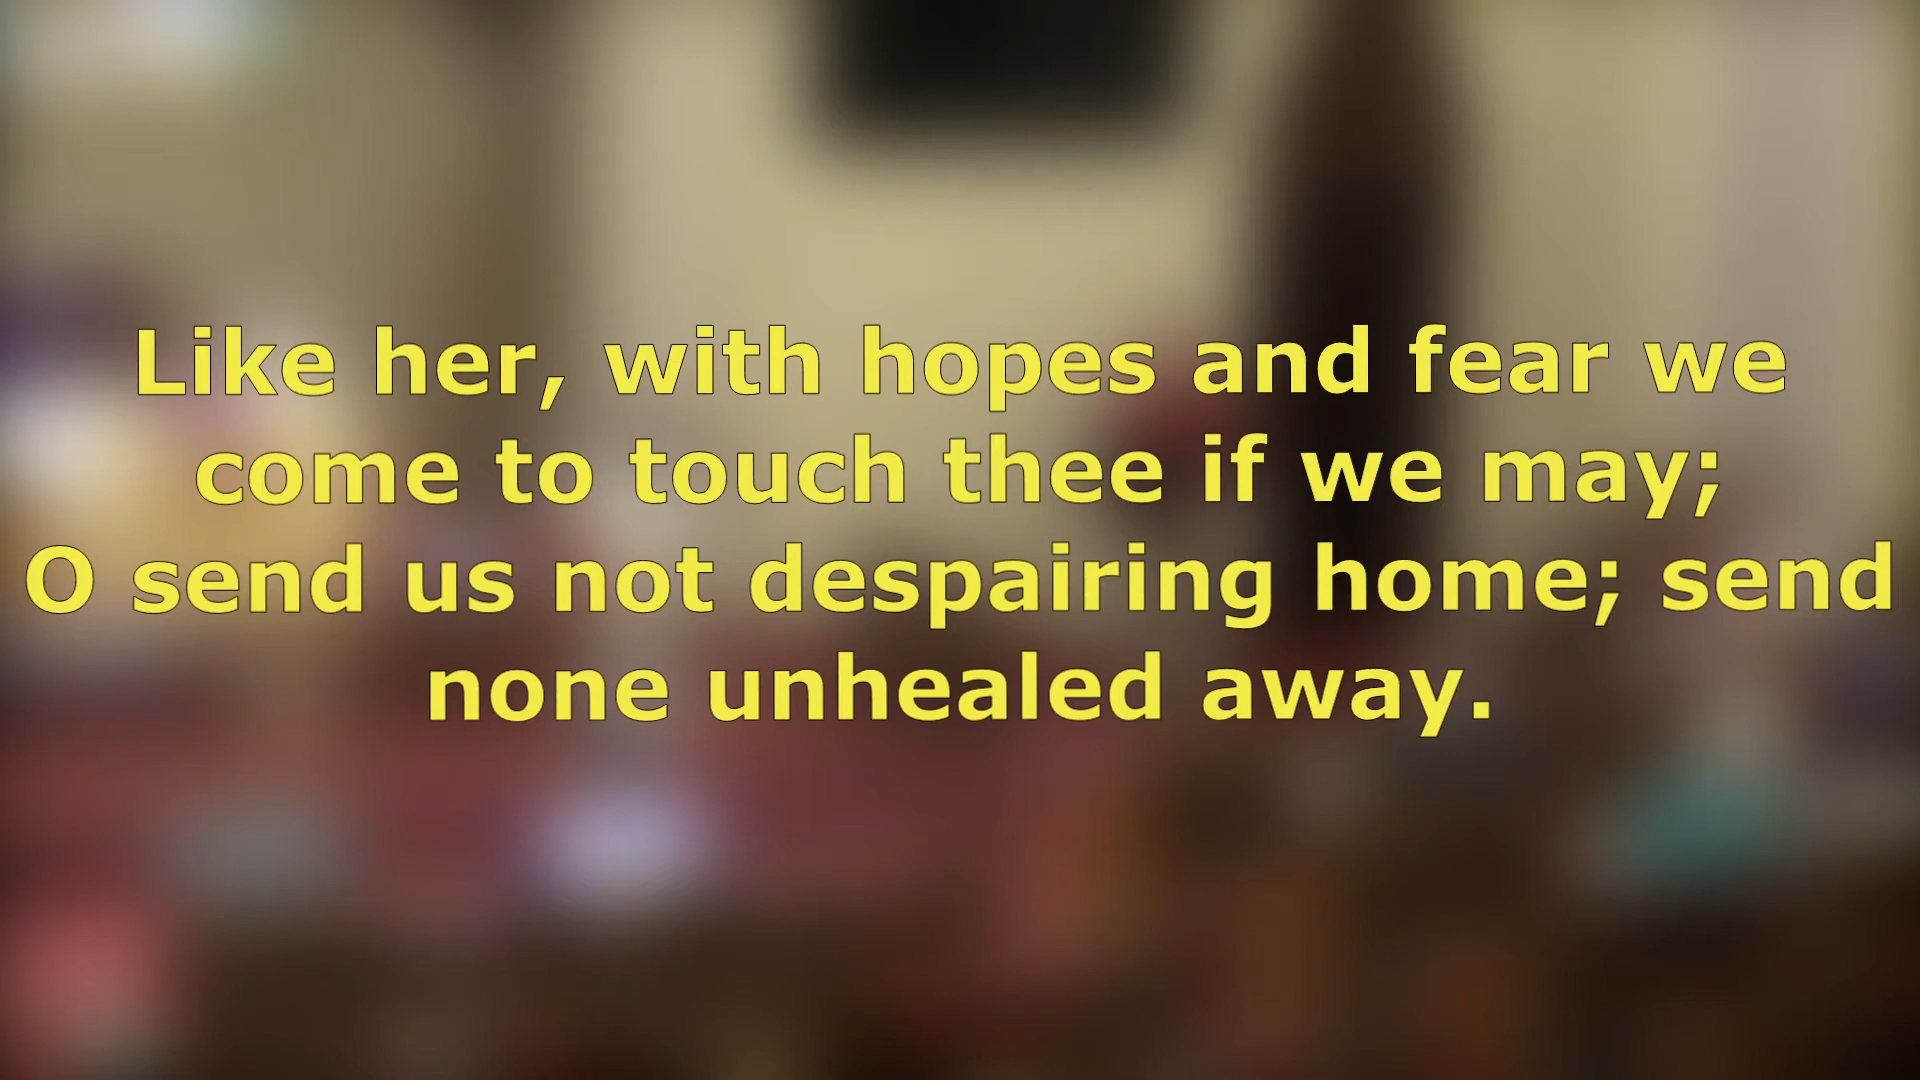 Like her, with hopes and fear we
come to touch thee if we may;
O send us not despairing home; send
none unhealed away.